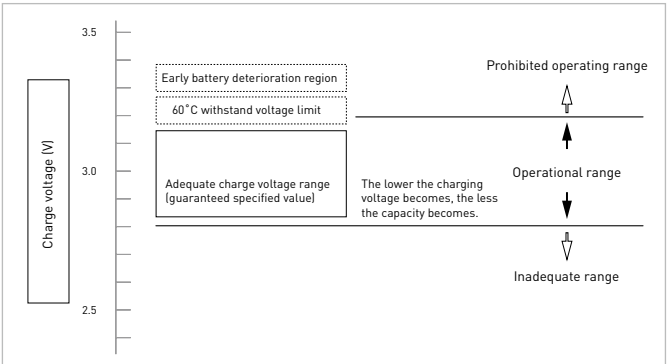 3.5
3.0
2.5
Charge voltage (V)
Early battery deterioration region
60˚C withstand voltage limit
Adequate charge voltage range
(guaranteed specified value)
The lower the charging
voltage becomes, the less
the capacity becomes.
Prohibited operating range
Operational range
Inadequate range